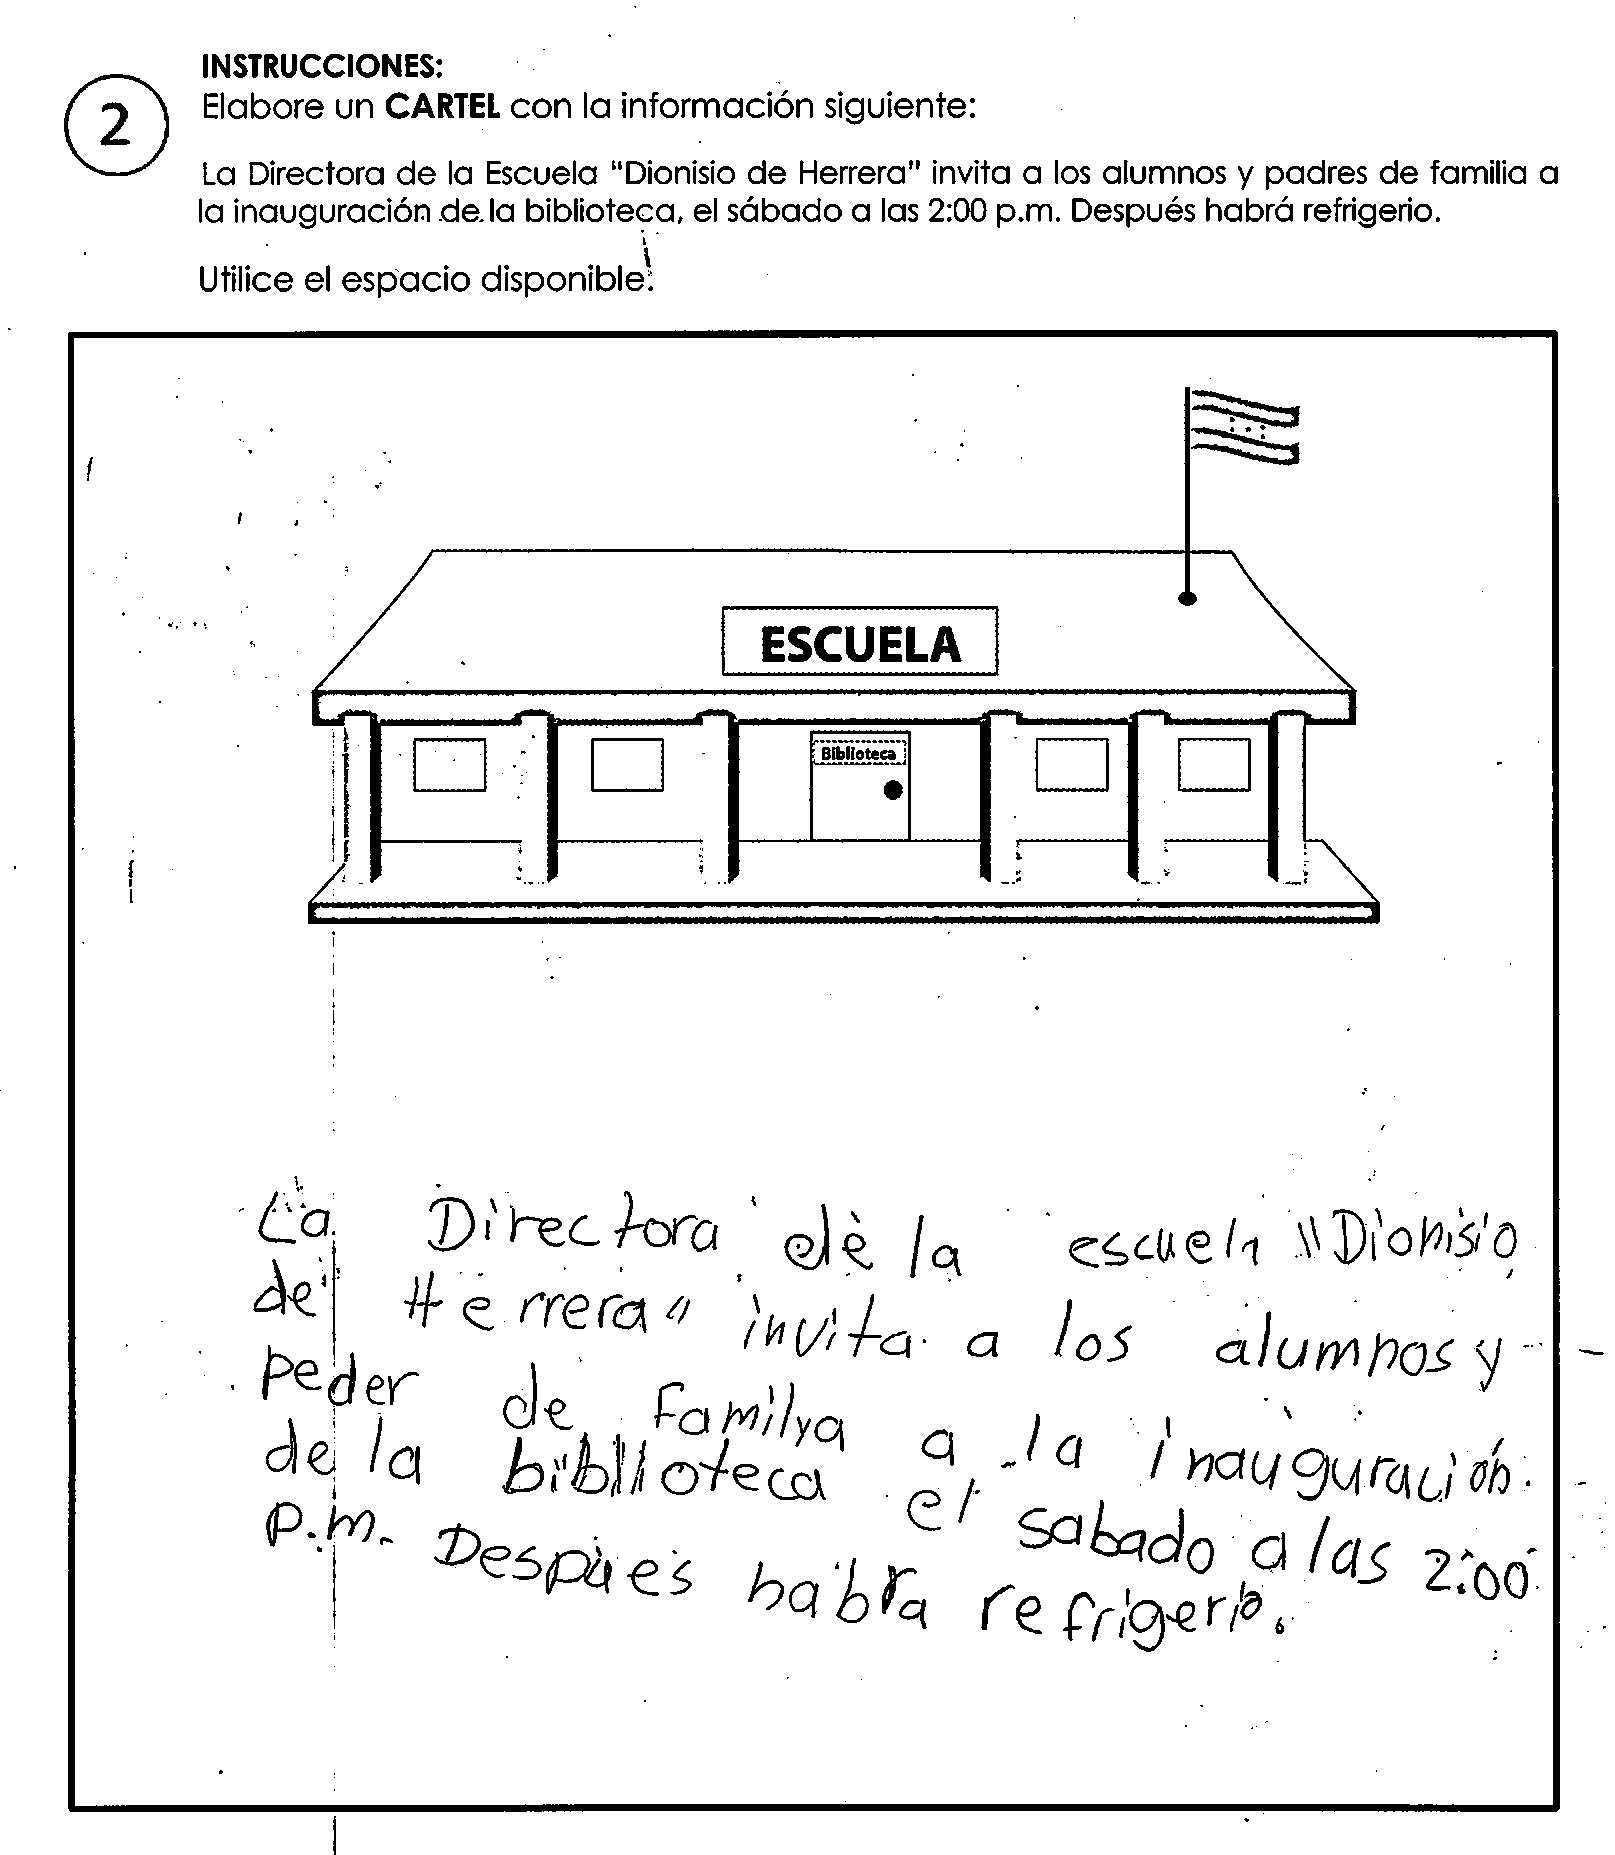 INSTRUCCIONES:
2
Elabore un CARTEL con la información siguiente:
La Directora de la Escuela "Dionisio de Herrera" invita a los alumnos y padres de familia a
la inauguración de la biblioteca, el sábado a las 2:00 p.m. Después habrá refrigerio.
Utilice el espacio disponible.
ESCUELA
Biblioteca
La Directora de la escuela "Dionisio
de Herrera" invita a los alumnos y
peder de familya a la inauguración
de la biblioteca el sabado a las 2:00
p.m. Despues habra refrigerio.